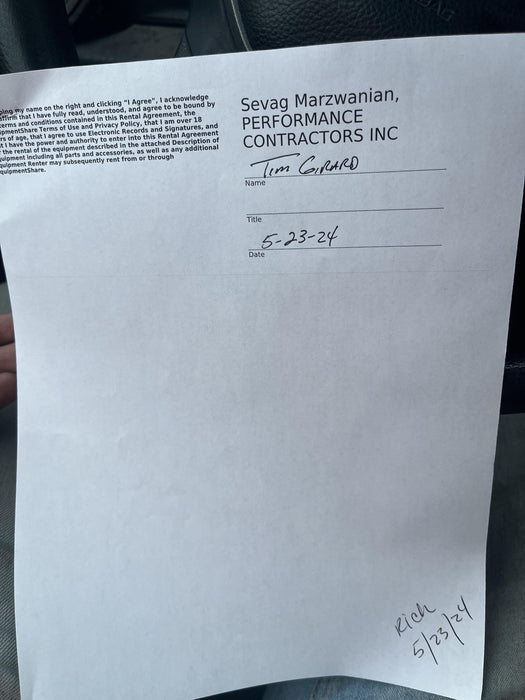 ping my name on the right and clicking "I Agree", I acknowledge
affirm that I have fully read, understood, and agree to be bound by
terms and conditions contained in this Rental Agreement, the
ipmentShare Terms of Use and Privacy Policy, that I am over 18
rs of age, that I agree to use Electronic Records and Signatures, and
t I have the power and authority to enter into this Rental Agreement
the rental of the equipment described in the attached Description of
uipment including all parts and accessories, as well as any additional
quipment Renter may subsequently rent from or through
quipmentShare.
Sevag Marzwanian,
PERFORMANCE
CONTRACTORS INC
Tim GIRARD
Name
Title
5-23-24
Date
Rich
5/23/24